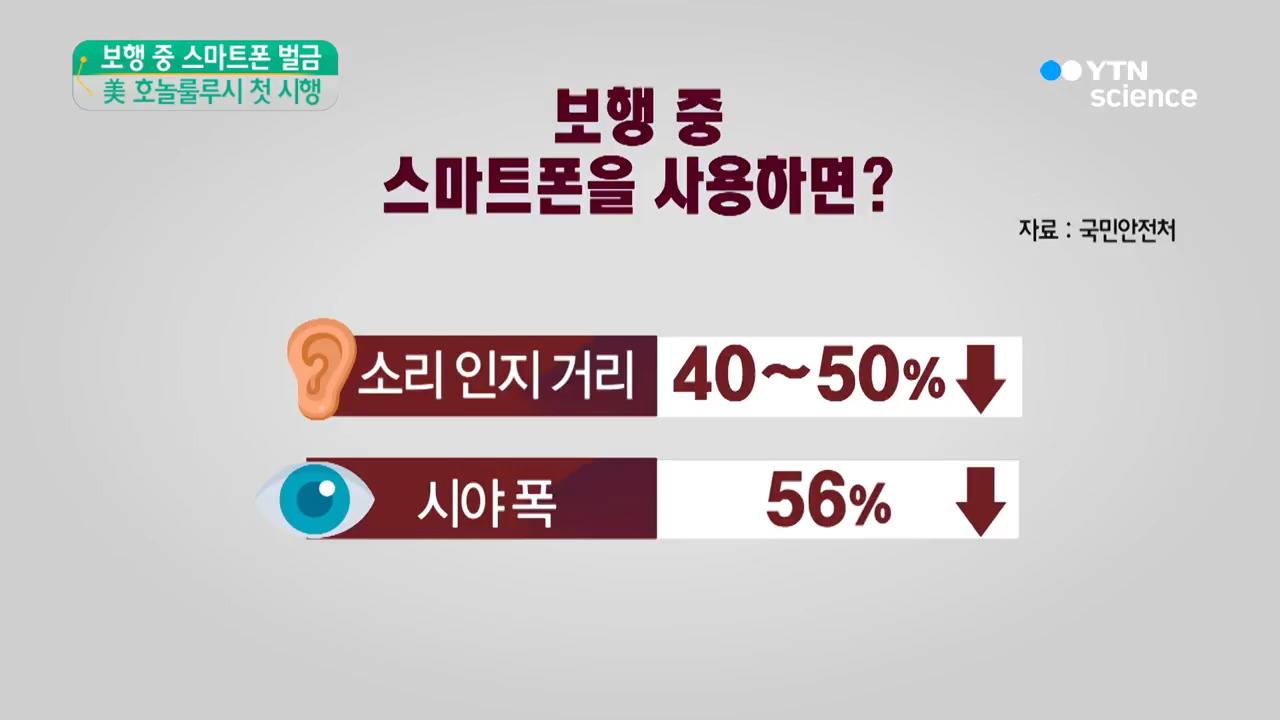 보행 중 스마트폰 벌금
美 호놀룰루시 첫 시행
YTN
science
보행 중
스마트폰을 사용하면?
자료 : 국민안전처
소리 인지 거리 40~50%
시야 폭 56%